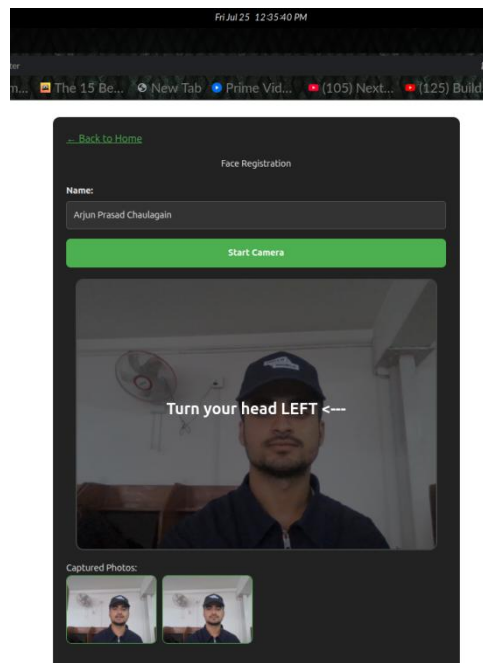 Fri Jul 25 12:35:40 PM
ter
m... The 15 Be... New Tab Prime Vid... (105) Next... (125) Build
← Back to Home
Face Registration
Name:
Arjun Prasad Chaulagain
Start Camera
Turn your head LEFT <---
Captured Photos: